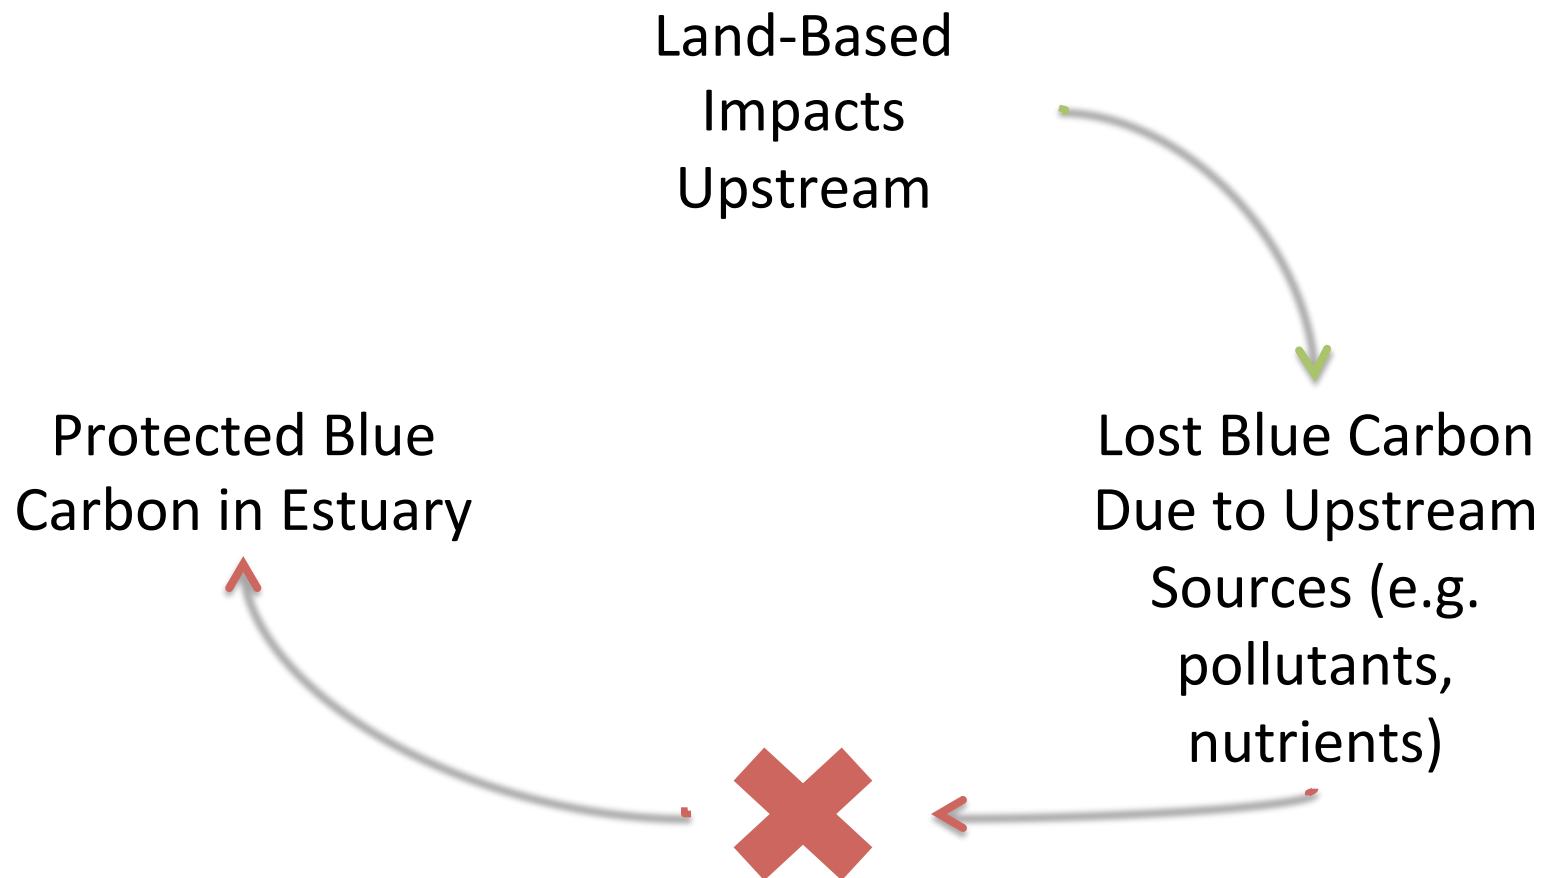 Land-Based
Impacts
Upstream
Protected Blue
Carbon in Estuary
Lost Blue Carbon
Due to Upstream
Sources (e.g.
pollutants,
nutrients)